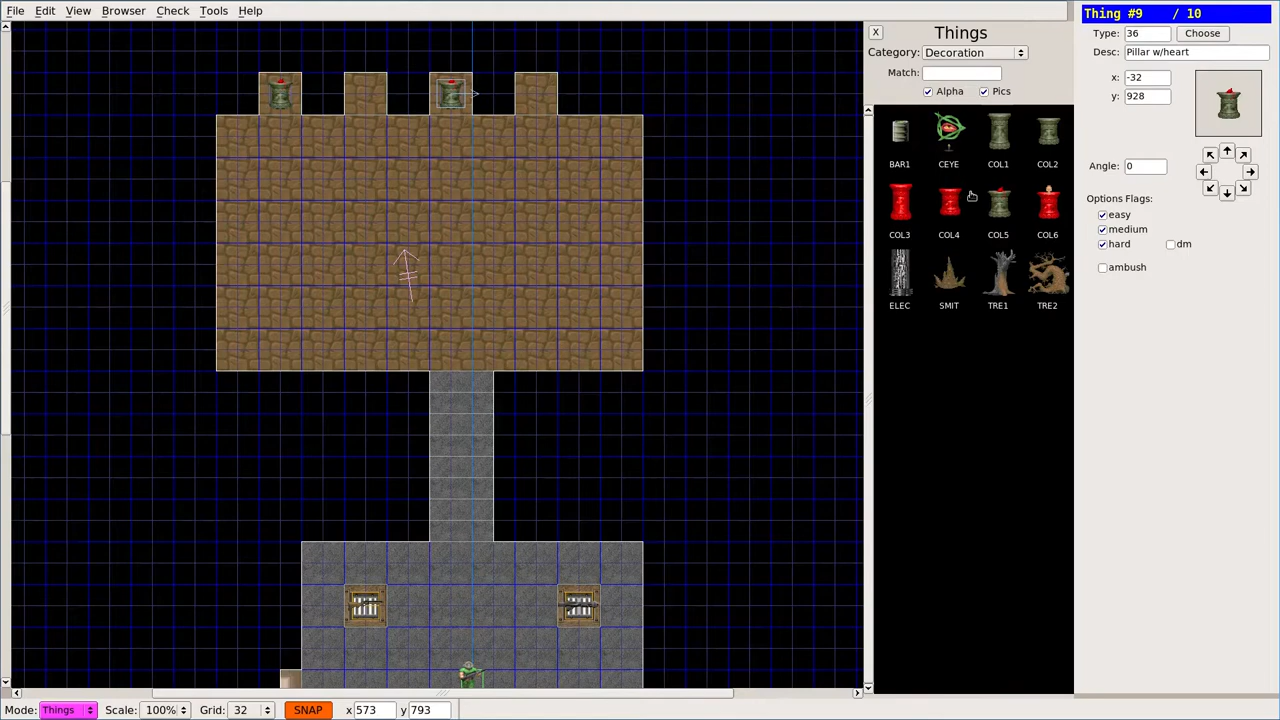 File Edit View Browser Check Tools Help
X Things
Category: Decoration
Match:
Alpha Pics
BAR1 CEYE COL1 COL2
COL3 COL4 COL5 COL6
ELEC SMIT TRE1 TRE2
Thing #9 / 10
Type: 36 Choose
Desc: Pillar w/heart
x: -32
y: 928
Angle: 0
Options Flags:
easy
medium
hard dm
ambush
Mode: Things Scale: 100% Grid: 32 SNAP x 573 y 793